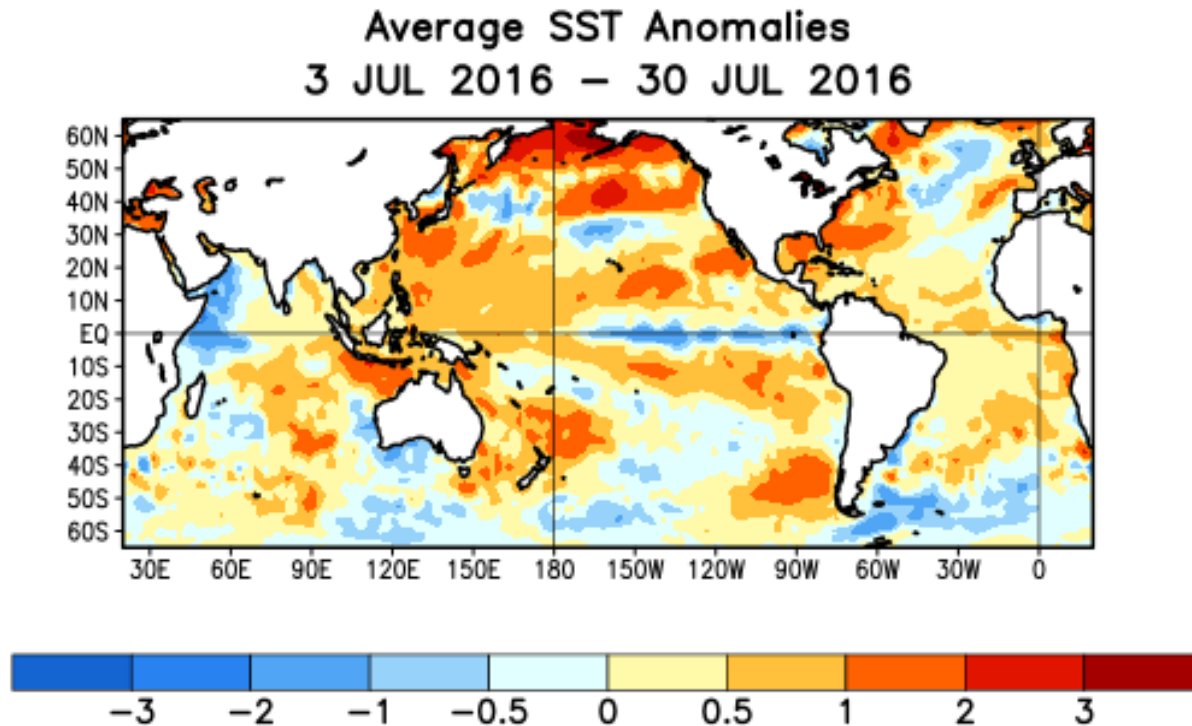 Average SST Anomalies
3 JUL 2016 – 30 JUL 2016
60N
50N
40N
30N
20N
10N
EQ
10S
20S
30S
40S
50S
60S
30E 60E 90E 120E 150E 180 150W 120W 90W 60W 30W 0
−3 −2 −1 −0.5 0 0.5 1 2 3